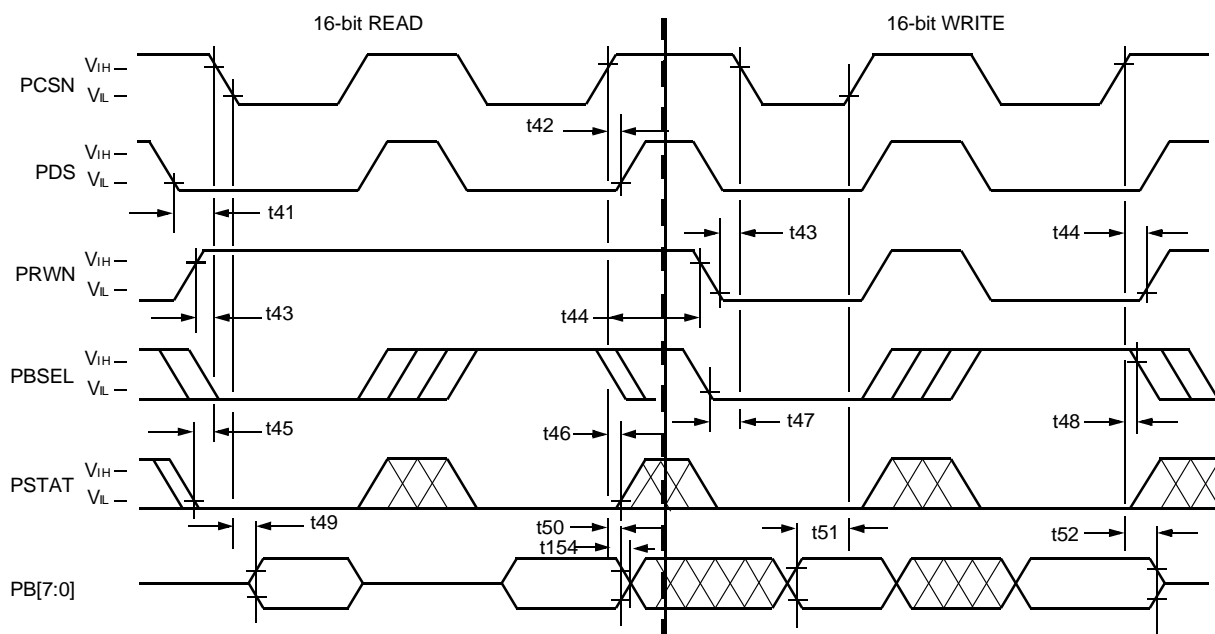 16-bit READ
16-bit WRITE
PCSN
VIH
VIL
t42
PDS
VIH
VIL
t41
t43
t44
PRWN
VIH
VIL
t43
t44
PBSEL
VIH
VIL
t45
t46
t47
t48
PSTAT
VIH
VIL
t49
t50
t51
t52
t154
PB[7:0]